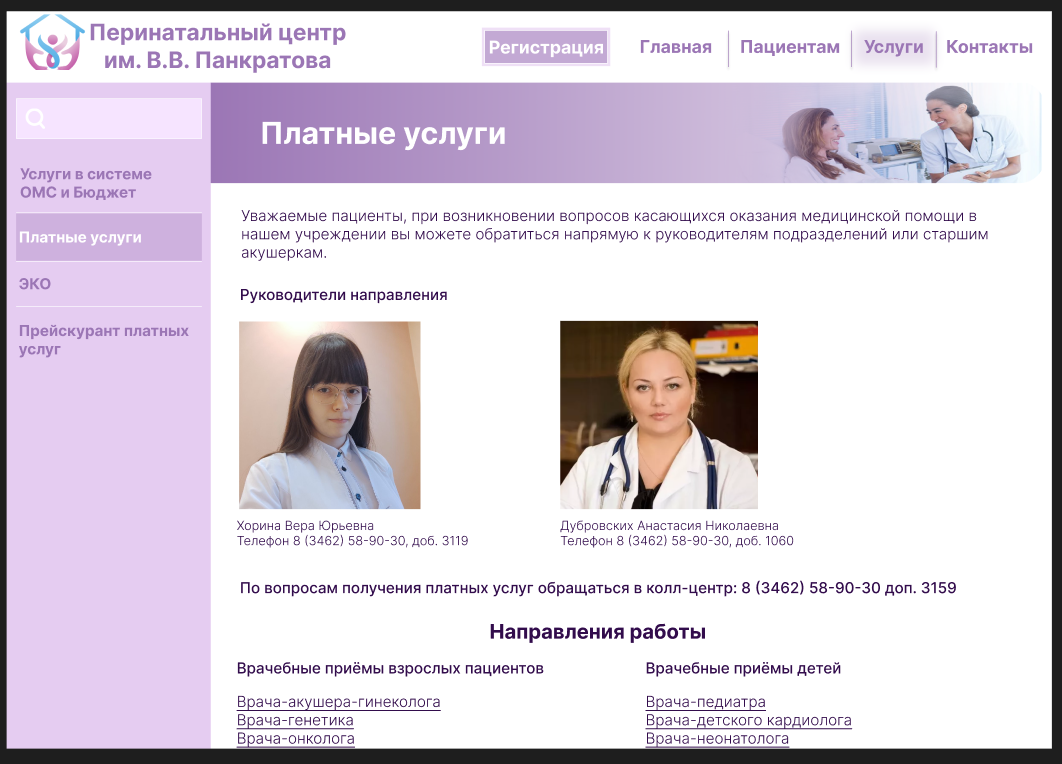 Перинатальный центр
им. В.В. Панкратова
Регистрация
Главная
Пациентам
Услуги
Контакты
Услуги в системе
ОМС и Бюджет
Платные услуги
ЭКО
Прейскурант платных
услуг
Платные услуги
Уважаемые пациенты, при возникновении вопросов касающихся оказания медицинской помощи в
нашем учреждении вы можете обратиться напрямую к руководителям подразделений или старшим
акушеркам.
Руководители направления
Хорина Вера Юрьевна
Телефон 8 (3462) 58-90-30, доб. 3119
Дубровских Анастасия Николаевна
Телефон 8 (3462) 58-90-30, доб. 1060
По вопросам получения платных услуг обращаться в колл-центр: 8 (3462) 58-90-30 доп. 3159
Направления работы
Врачебные приёмы взрослых пациентов
Врача-акушера-гинеколога
Врача-генетика
Врача-онколога
Врачебные приёмы детей
Врача-педиатра
Врача-детского кардиолога
Врача-неонатолога